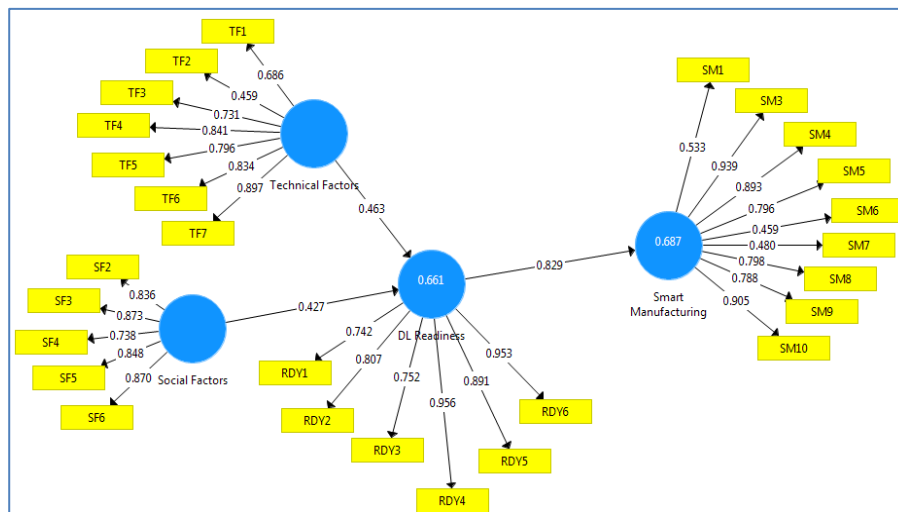 TF1
TF2
TF3
TF4
TF5
TF6
TF7
0.686
0.459
0.731
0.841
0.796
0.834
0.897
Technical Factors
0.463
SF2
SF3
SF4
SF5
SF6
0.836
0.873
0.738
0.848
0.870
Social Factors
0.427
0.661
DL Readiness
0.742
0.807
0.752
0.956
0.891
0.953
RDY1
RDY2
RDY3
RDY4
RDY5
RDY6
0.829
0.687
Smart
Manufacturing
0.533
0.939
0.893
0.796
0.459
0.480
0.798
0.788
0.905
SM1
SM3
SM4
SM5
SM6
SM7
SM8
SM9
SM10